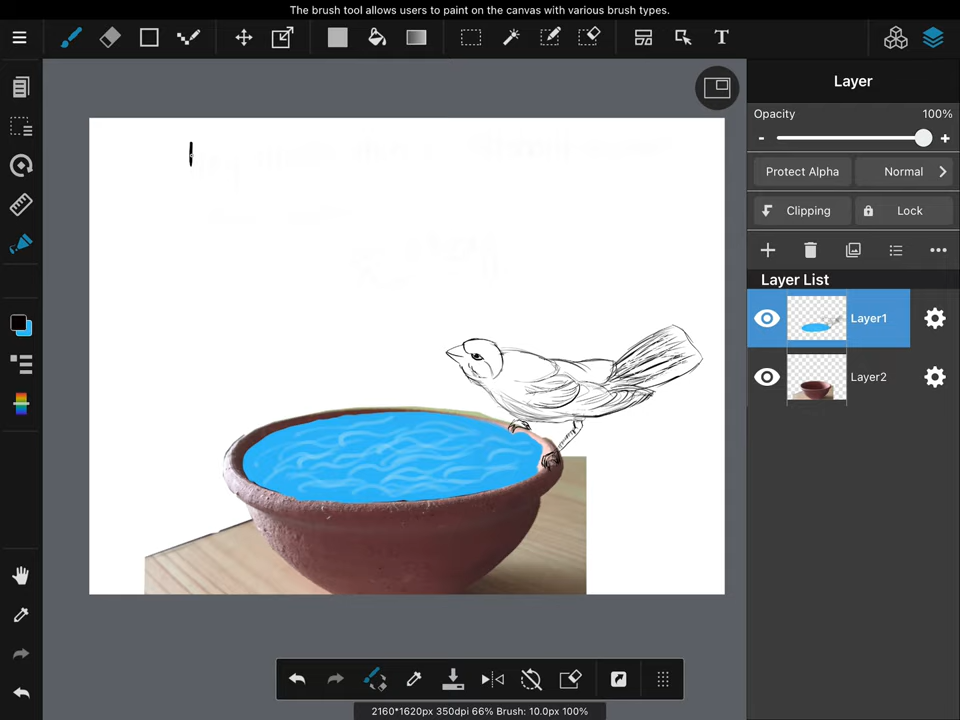 The brush tool allows users to paint on the canvas with various brush types.
T
Layer
Opacity 100%
- +
Protect Alpha Normal >
Clipping Lock
Layer List
Layer1
Layer2
2160*1620px 350dpi 66% Brush: 10.0px 100%